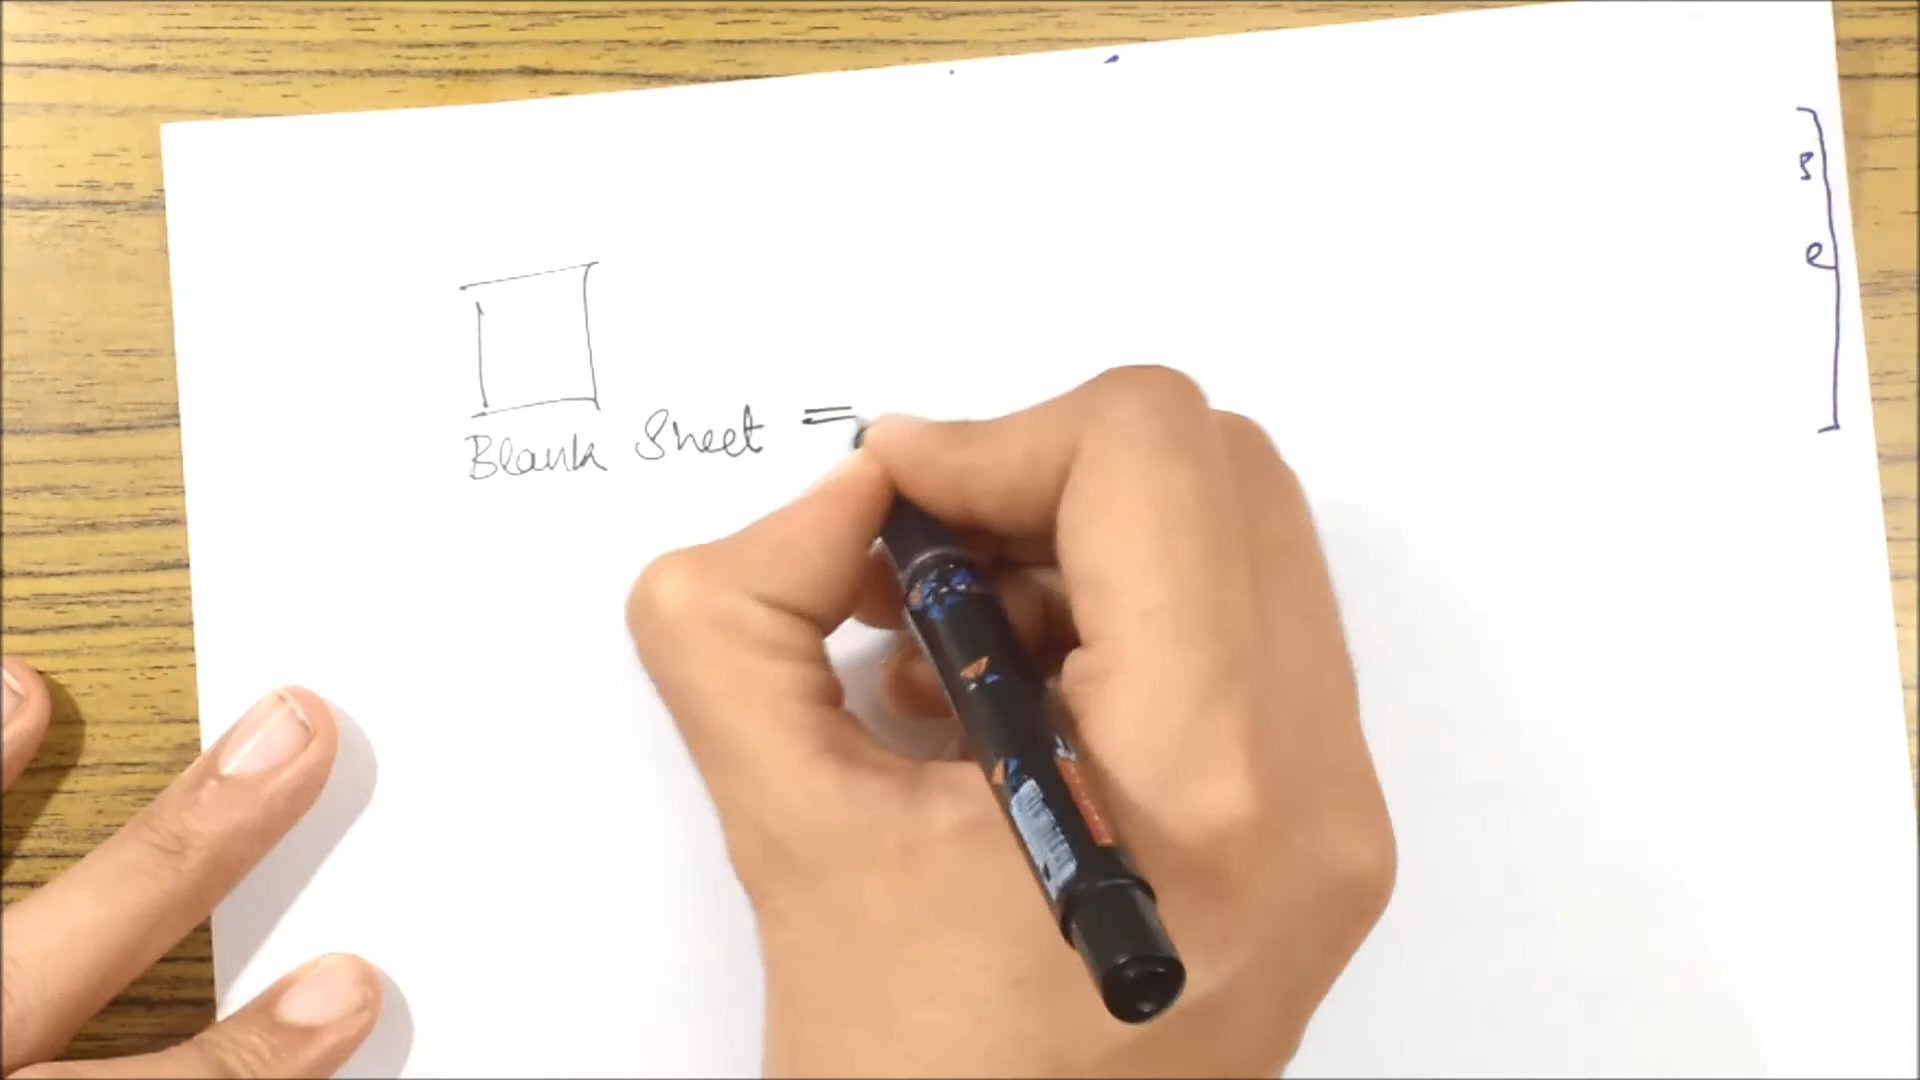 Blank Sheet =
s
e